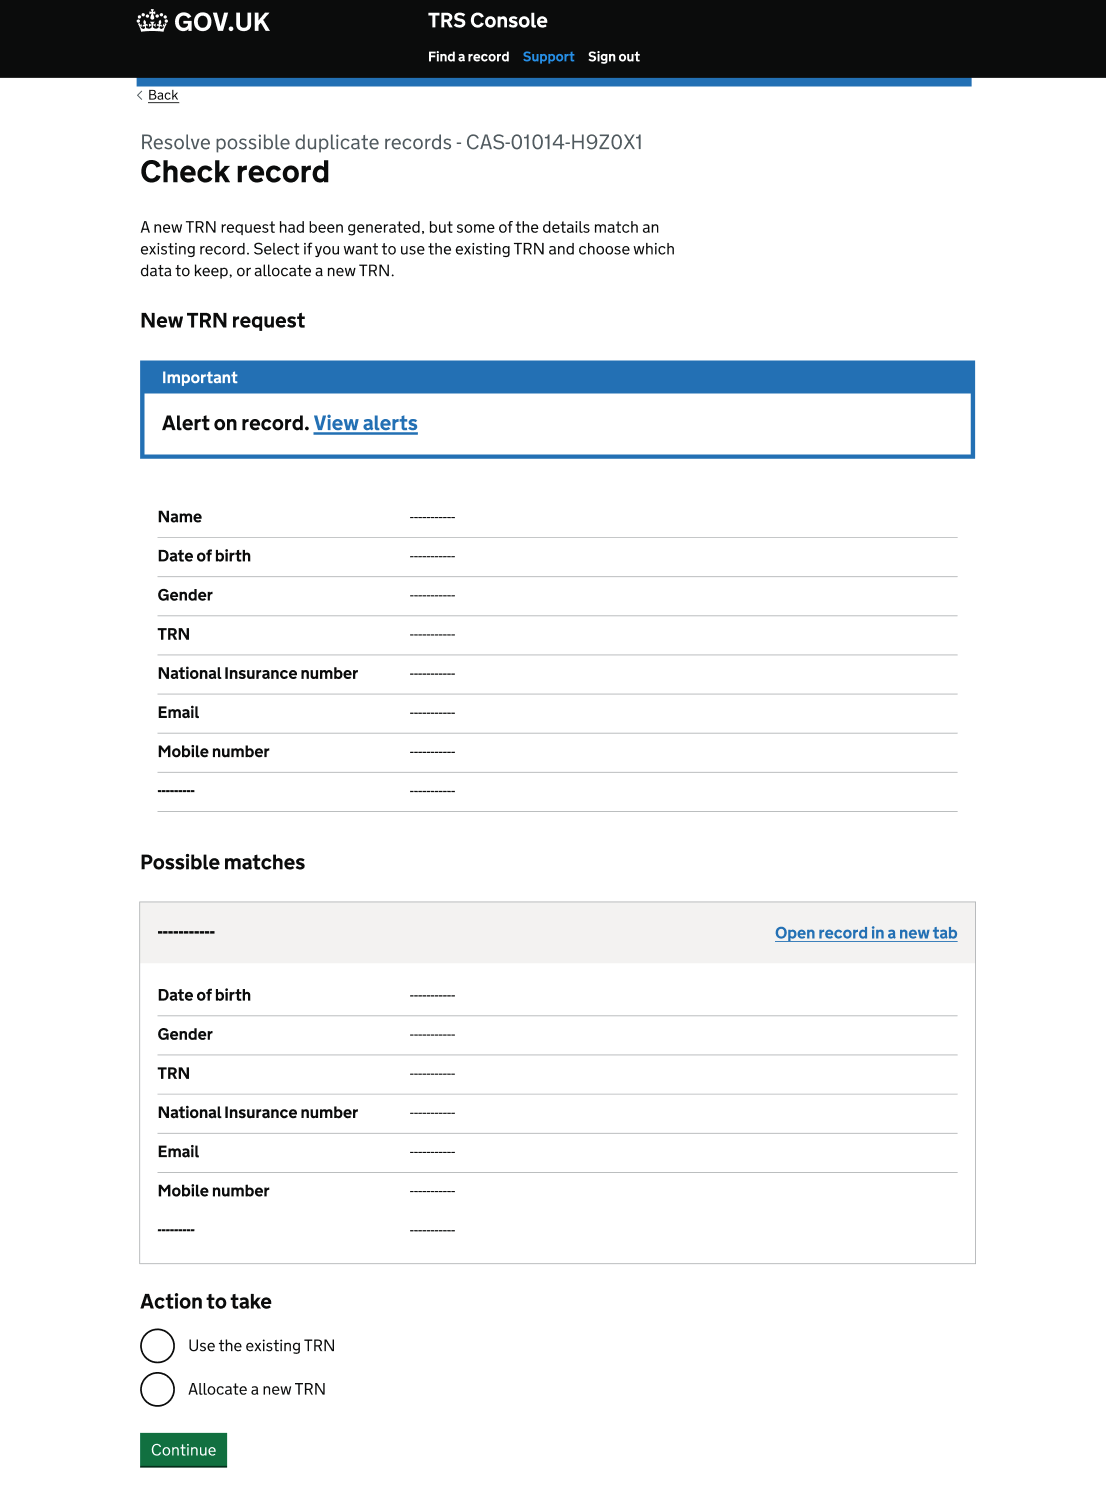 GOV.UK
TRS Console
Find a record Support Sign out
Back
Resolve possible duplicate records - CAS-01014-H9Z0X1
Check record
A new TRN request had been generated, but some of the details match an
existing record. Select if you want to use the existing TRN and choose which
data to keep, or allocate a new TRN.
New TRN request
Important
Alert on record. View alerts
Name -----------
Date of birth -----------
Gender -----------
TRN -----------
National Insurance number -----------
Email -----------
Mobile number -----------
--------- -----------
Possible matches
----------- Open record in a new tab
Date of birth -----------
Gender -----------
TRN -----------
National Insurance number -----------
Email -----------
Mobile number -----------
--------- -----------
Action to take
Use the existing TRN
Allocate a new TRN
Continue